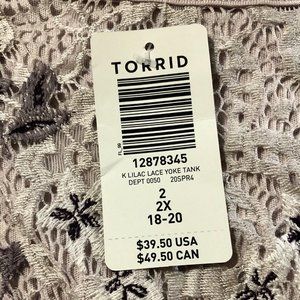 TORRID
12878345
K LILAC LACE YOKE TANK
DEPT 0050 20SPR4
2
2X
18-20
$39.50 USA
$49.50 CAN